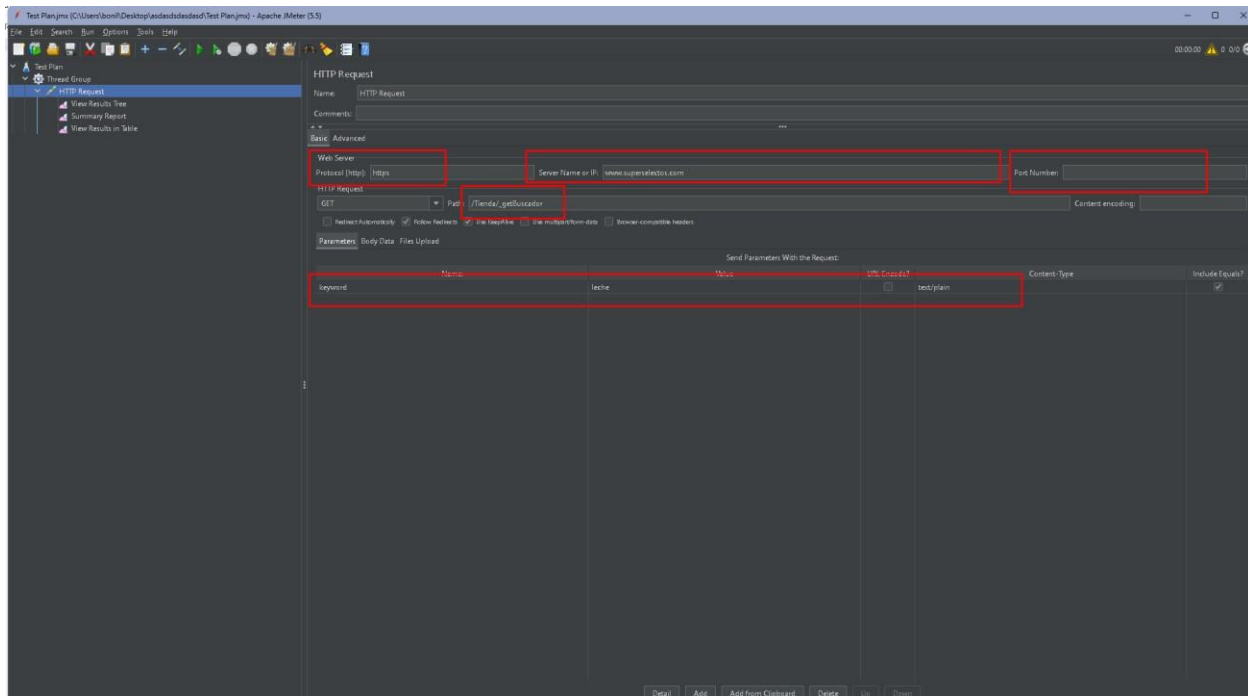 Test Plan.jmx (C:\Users\bonil\Desktop\asdasdsdasdasd\Test Plan.jmx) - Apache JMeter (5.5)
File Edit Search Run Options Tools Help
00:00:00 0 0/0
Test Plan
Thread Group
HTTP Request
View Results Tree
Summary Report
View Results in Table
HTTP Request
Name: HTTP Request
Comments:
Basic Advanced
Web Server
Protocol [http]: https Server Name or IP: www.superselectos.com Port Number:
HTTP Request
GET Path: /Tienda/_getBuscador Content encoding:
Redirect Automatically Follow Redirects Use KeepAlive Use multipart/form-data Browser-compatible headers
Parameters Body Data Files Upload
Send Parameters With the Request:
Name: Value URL Encode? Content-Type Include Equals?
keyword leche text/plain
Detail Add Add from Clipboard Delete Up Down